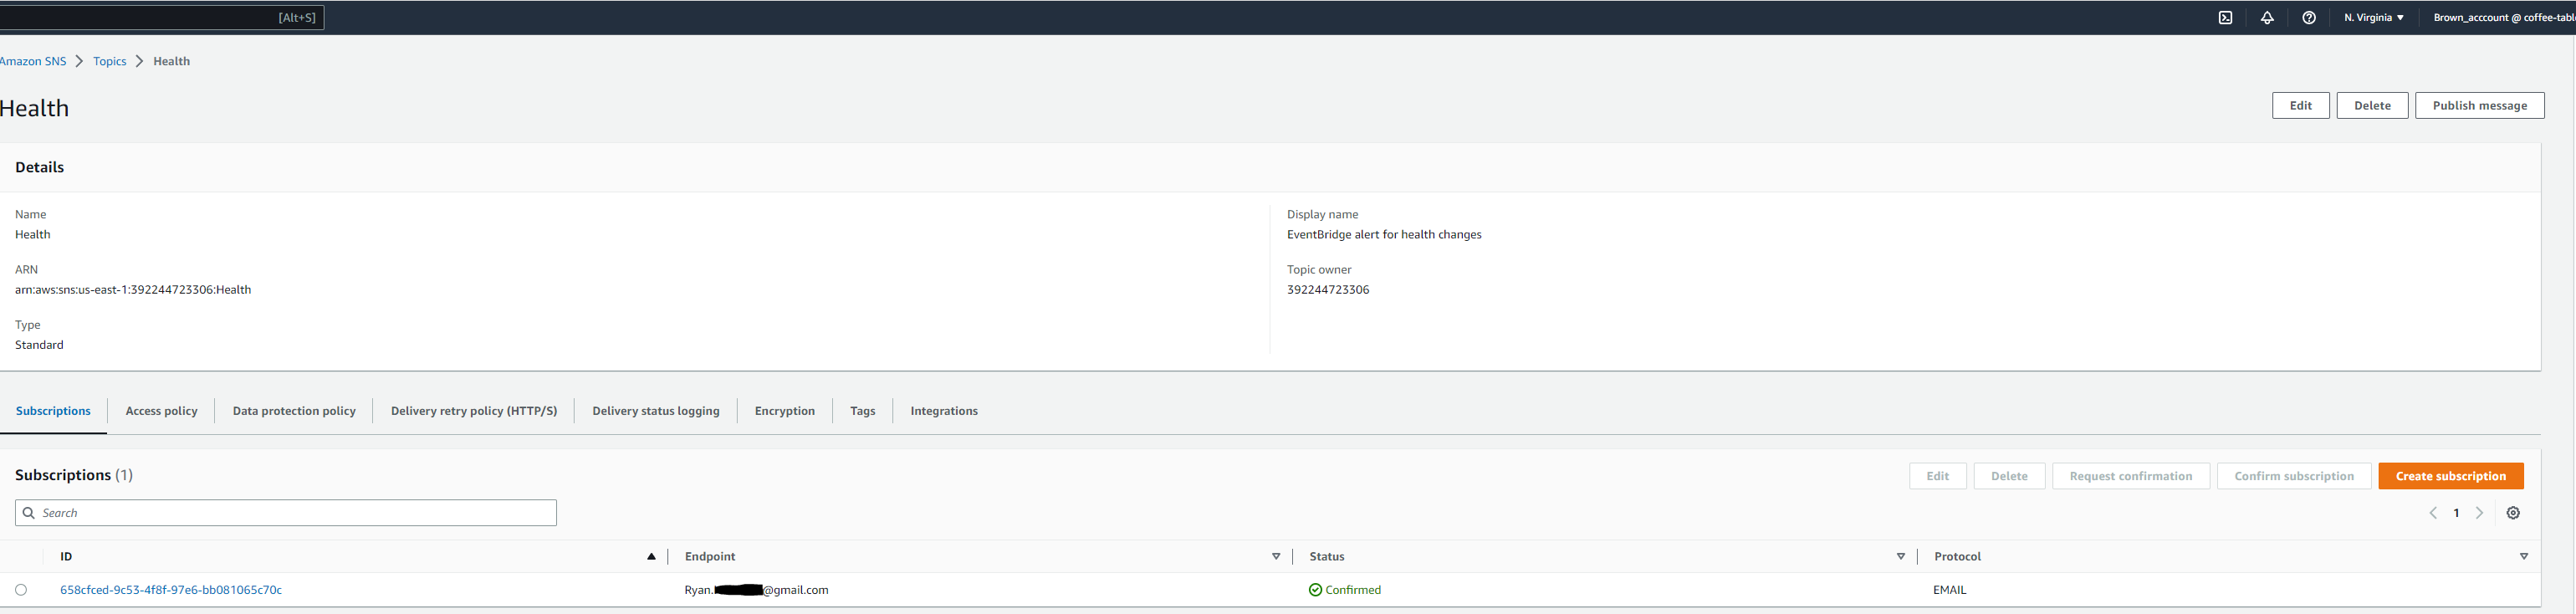 [Alt+S] N. Virginia Brown_acccount @ coffee-tabl
Amazon SNS Topics Health
Health
Edit Delete Publish message
Details
Name
Health
ARN
arn:aws:sns:us-east-1:392244723306:Health
Type
Standard
Display name
EventBridge alert for health changes
Topic owner
392244723306
Subscriptions Access policy Data protection policy Delivery retry policy (HTTP/S) Delivery status logging Encryption Tags Integrations
Subscriptions (1)
Edit Delete Request confirmation Confirm subscription Create subscription
Search
1
ID Endpoint Status Protocol
658cfced-9c53-4f8f-97e6-bb081065c70c Ryan. @gmail.com Confirmed EMAIL